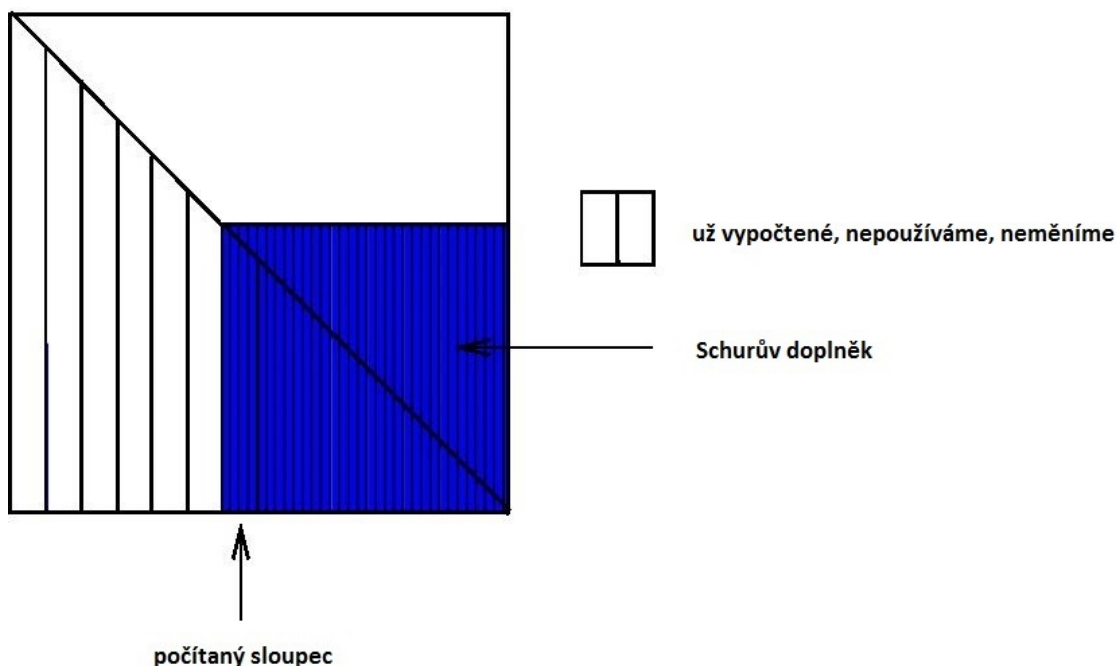 už vypočtené, nepoužíváme, neměníme
Schurův doplněk
počítaný sloupec